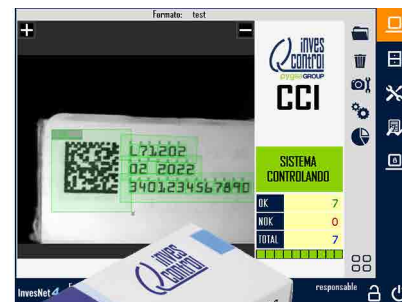 Formato: test
inves
control
pygsa GROUP
CCI
L71202
02 2022
3401234567890
SISTEMA
CONTROLANDO
OK 7
NOK 0
TOTAL 7
inves
control
InvesNet 4
responsable